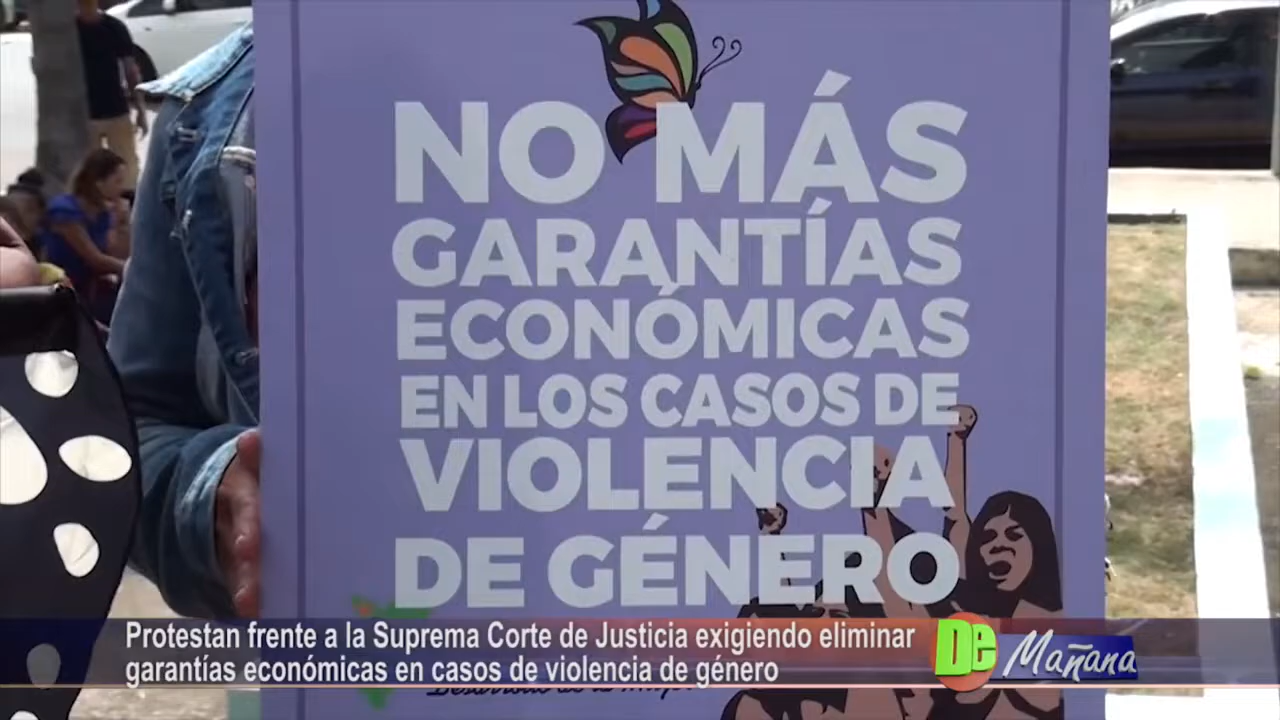 NO MÁS
GARANTÍAS
ECONÓMICAS
EN LOS CASOS DE
VIOLENCIA
DE GÉNERO
Protestan frente a la Suprema Corte de Justicia exigiendo eliminar
garantías económicas en casos de violencia de género
De Mañana